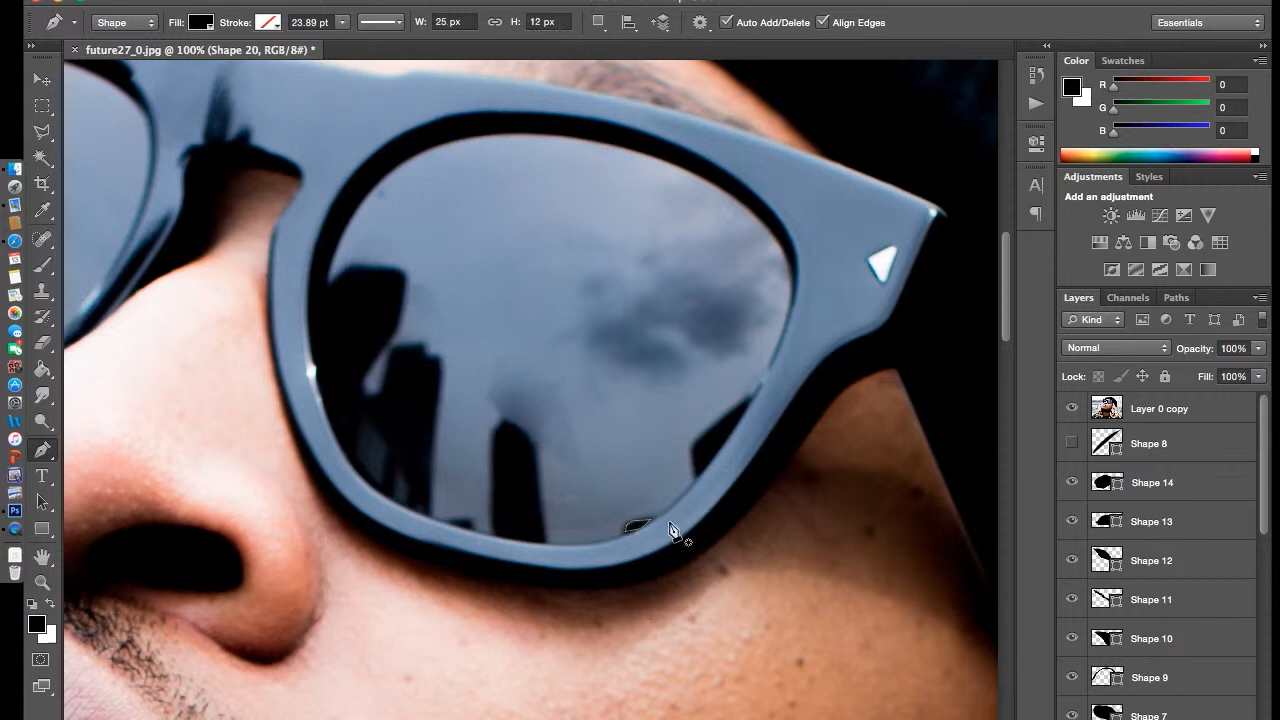 Shape
Fill:
Stroke:
23.89 pt
W: 25 px
H: 12 px
Auto Add/Delete
Align Edges
Essentials
× future27_0.jpg @ 100% (Shape 20, RGB/8#) *
Color
Swatches
R
0
G
0
B
0
Adjustments
Styles
Add an adjustment
Layers
Channels
Paths
Kind
Normal
Opacity: 100%
Lock:
Fill: 100%
Layer 0 copy
Shape 8
Shape 14
Shape 13
Shape 12
Shape 11
Shape 10
Shape 9
Shape 7
A
T
T
Ps